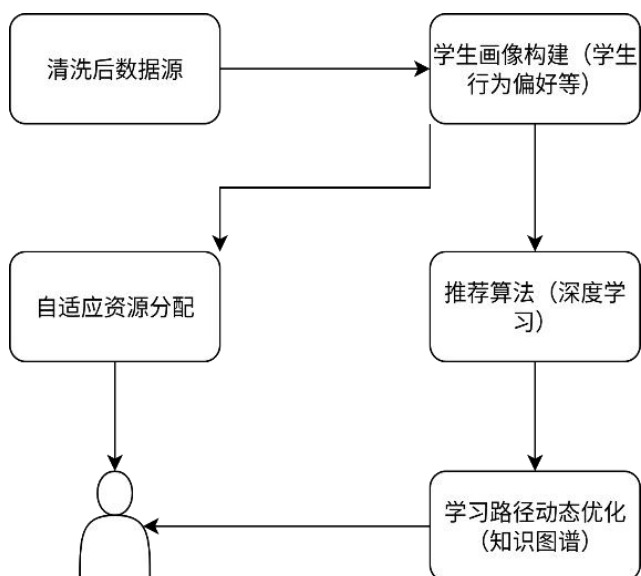 清洗后数据源
学生画像构建（学生
行为偏好等）
自适应资源分配
推荐算法（深度学
习）
学习路径动态优化
（知识图谱）